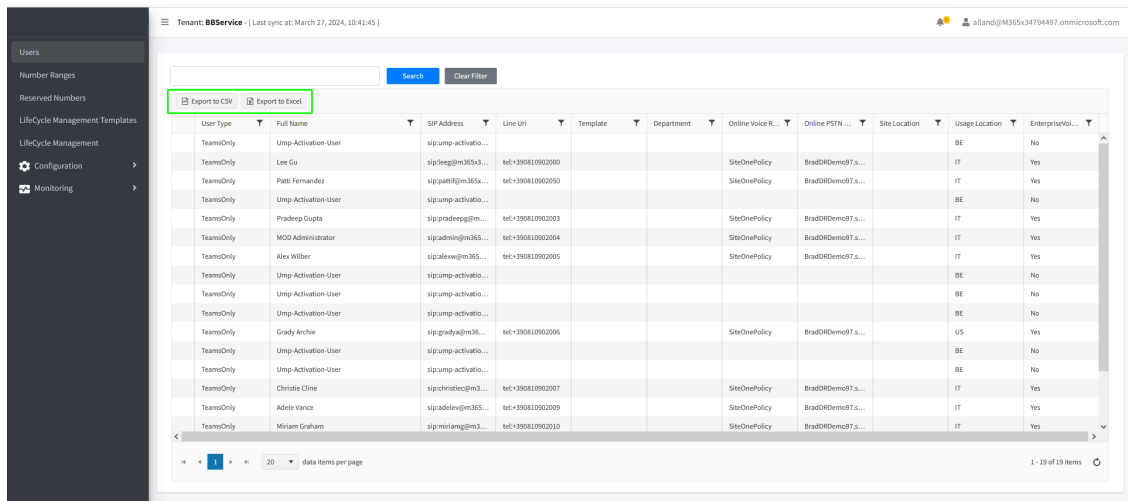 Tenant: BBService - [ Last sync at: March 27, 2024, 10:41:45 ] alland@M365x34794497.onmicrosoft.com
Users
Number Ranges
Reserved Numbers
LifeCycle Management Templates
LifeCycle Management
Configuration
Monitoring
Search Clear Filter
Export to CSV Export to Excel
User Type Full Name SIP Address Line Uri Template Department Online Voice R... Online PSTN ... Site Location Usage Location EnterpriseVoi...
TeamsOnly Ump-Activation-User sip:ump-activatio... BE No
TeamsOnly Lee Gu sip:leeg@m365x3... tel:+390810902000 SiteOnePolicy BradDRDemo97.s... IT Yes
TeamsOnly Patti Fernandez sip:pattif@m365x... tel:+390810902050 SiteOnePolicy BradDRDemo97.s... IT Yes
TeamsOnly Ump-Activation-User sip:ump-activatio... BE No
TeamsOnly Pradeep Gupta sip:pradeepg@m... tel:+390810902003 SiteOnePolicy BradDRDemo97.s... IT Yes
TeamsOnly MOD Administrator sip:admin@m365... tel:+390810902004 SiteOnePolicy BradDRDemo97.s... IT Yes
TeamsOnly Alex Wilber sip:alexw@m365... tel:+390810902005 SiteOnePolicy BradDRDemo97.s... IT Yes
TeamsOnly Ump-Activation-User sip:ump-activatio... BE No
TeamsOnly Ump-Activation-User sip:ump-activatio... BE No
TeamsOnly Ump-Activation-User sip:ump-activatio... BE No
TeamsOnly Grady Archie sip:gradya@m36... tel:+390810902006 SiteOnePolicy BradDRDemo97.s... US Yes
TeamsOnly Ump-Activation-User sip:ump-activatio... BE No
TeamsOnly Ump-Activation-User sip:ump-activatio... BE No
TeamsOnly Christie Cline sip:christiec@m3... tel:+390810902007 SiteOnePolicy BradDRDemo97.s... IT Yes
TeamsOnly Adele Vance sip:adelev@m365... tel:+390810902009 SiteOnePolicy BradDRDemo97.s... IT Yes
TeamsOnly Miriam Graham sip:miriamg@m3... tel:+390810902010 SiteOnePolicy BradDRDemo97.s... IT Yes
1 20 data items per page 1 - 19 of 19 items